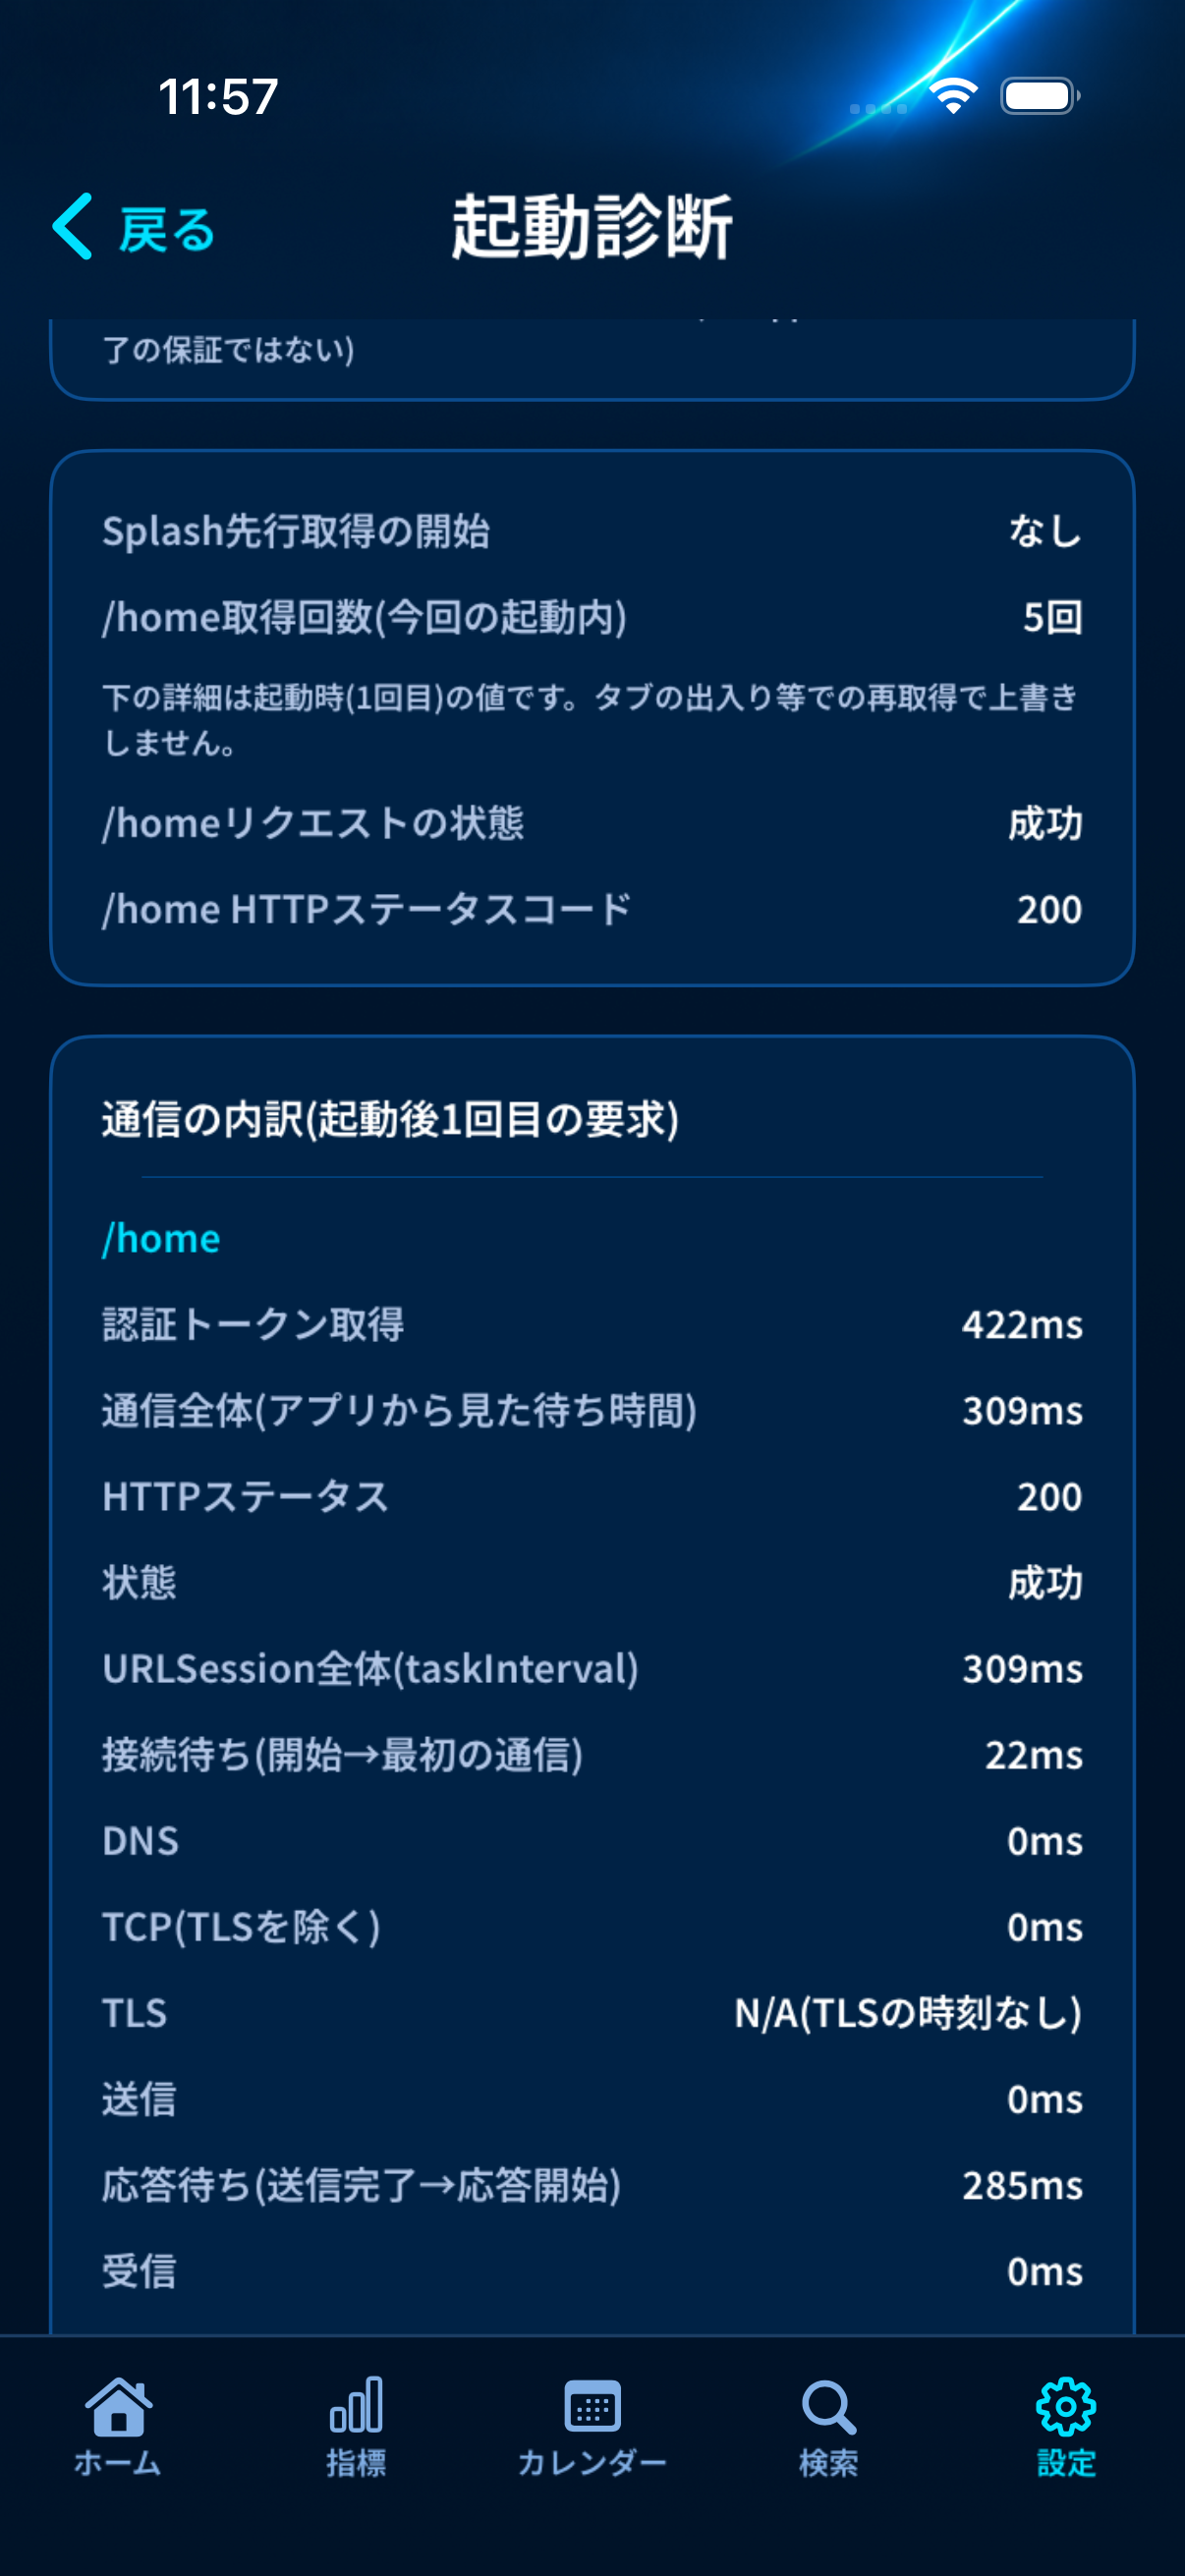 11:57
戻る
起動診断
了の保証ではない)
Splash先行取得の開始 なし
/home取得回数(今回の起動内) 5回
下の詳細は起動時(1回目)の値です。タブの出入り等での再取得で上書き
しません。
/homeリクエストの状態 成功
/home HTTPステータスコード 200
通信の内訳(起動後1回目の要求)
/home
認証トークン取得 422ms
通信全体(アプリから見た待ち時間) 309ms
HTTPステータス 200
状態 成功
URLSession全体(taskInterval) 309ms
接続待ち(開始→最初の通信) 22ms
DNS 0ms
TCP(TLSを除く) 0ms
TLS N/A(TLSの時刻なし)
送信 0ms
応答待ち(送信完了→応答開始) 285ms
受信 0ms
ホーム 指標 カレンダー 検索 設定